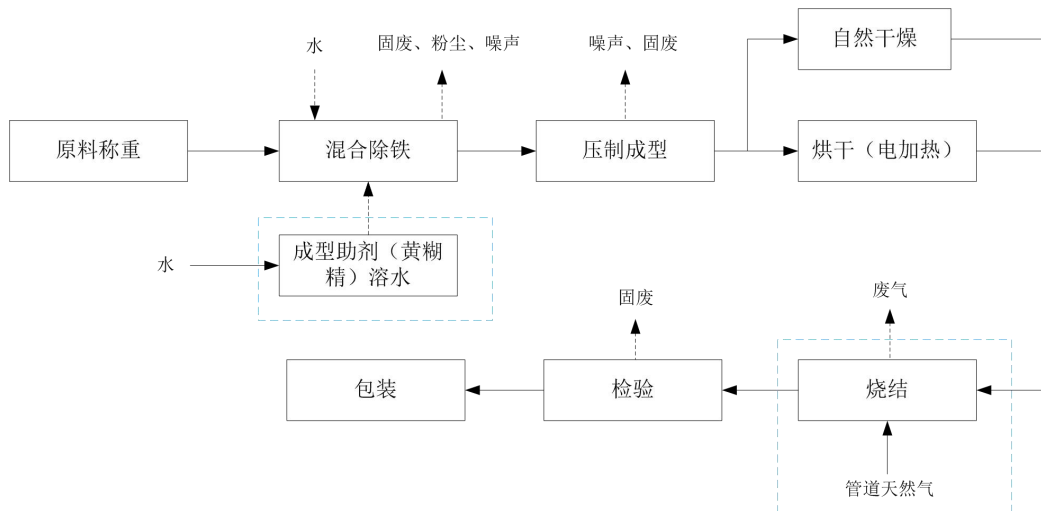 水
固废、粉尘、噪声
噪声、固废
自然干燥
原料称重
混合除铁
压制成型
烘干（电加热）
水
成型助剂（黄糊
精）溶水
固废
废气
包装
检验
烧结
管道天然气